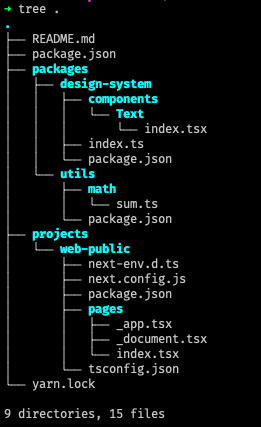 ➜ tree .
.
├── README.md
├── package.json
├── packages
│   ├── design-system
│   │   ├── components
│   │   │   └── Text
│   │   │       └── index.tsx
│   │   ├── index.ts
│   │   └── package.json
│   └── utils
│       ├── math
│       │   └── sum.ts
│       └── package.json
├── projects
│   └── web-public
│       ├── next-env.d.ts
│       ├── next.config.js
│       ├── package.json
│       ├── pages
│       │   ├── _app.tsx
│       │   ├── _document.tsx
│       │   └── index.tsx
│       └── tsconfig.json
└── yarn.lock

9 directories, 15 files